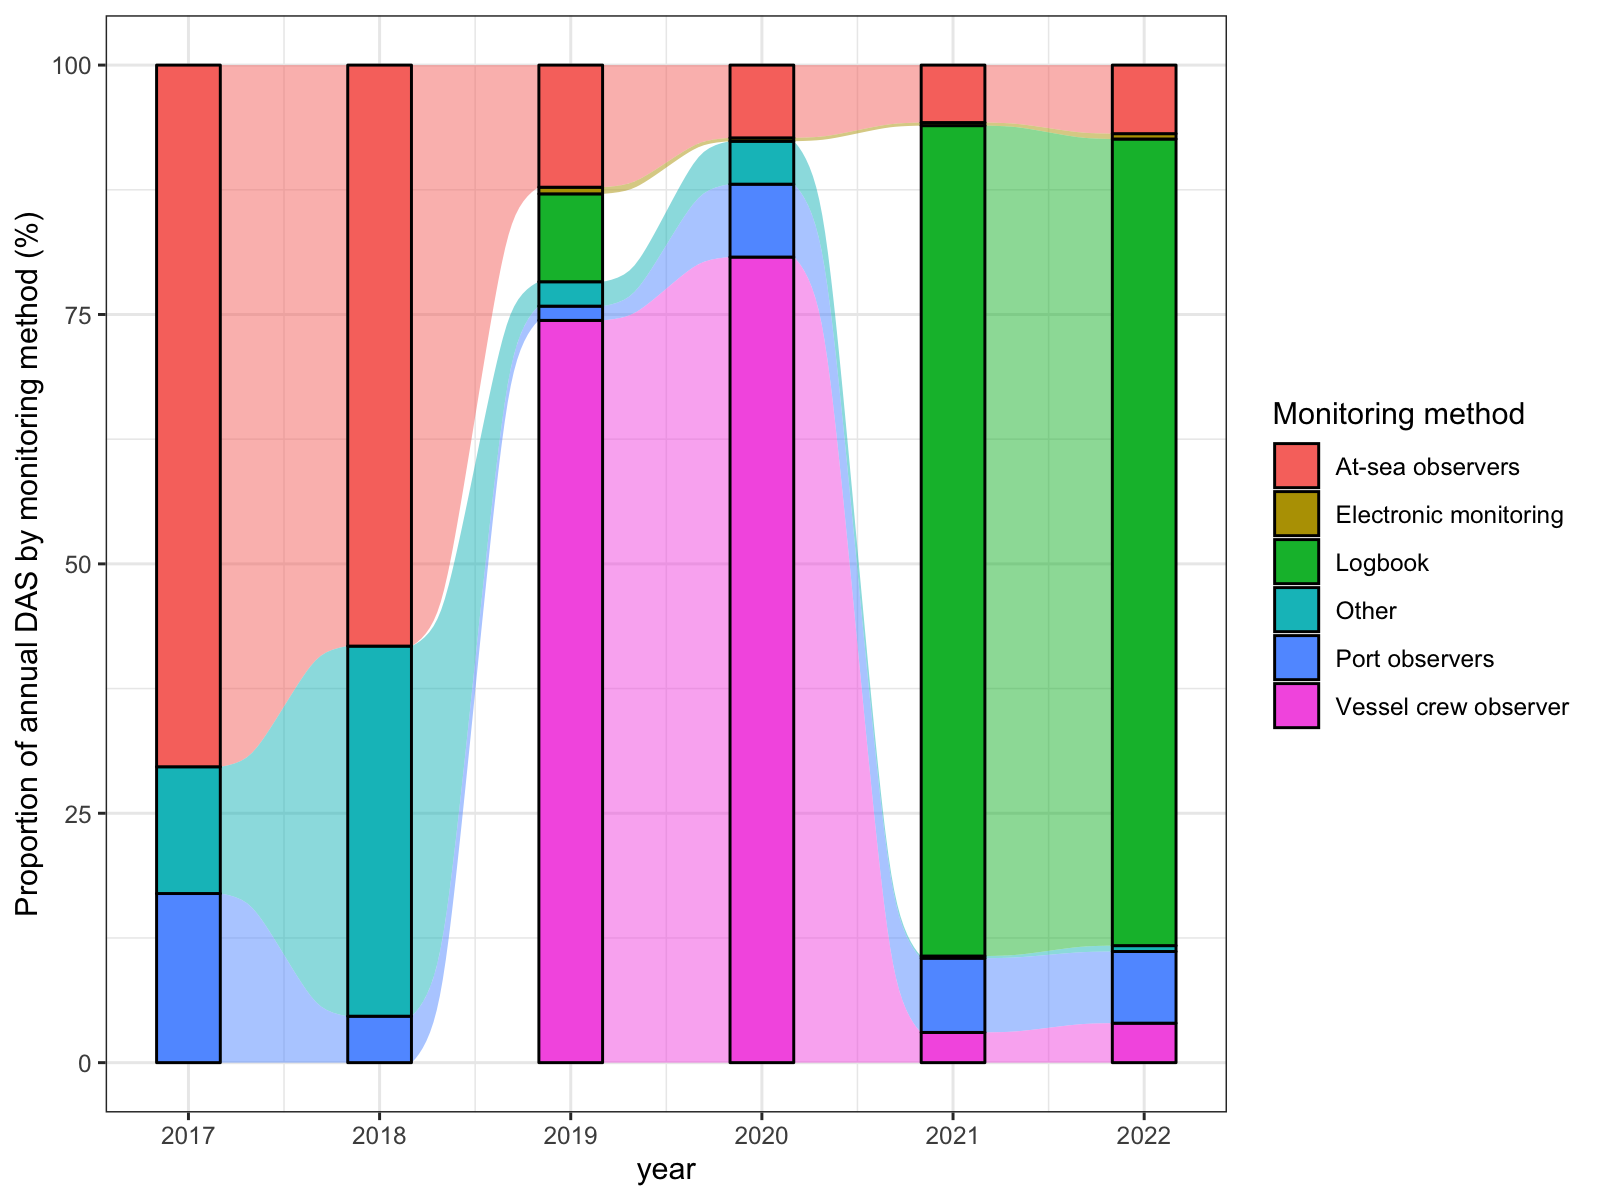 Proportion of annual DAS by monitoring method (%)
100
75
50
25
0
2017 2018 2019 2020 2021 2022
year
Monitoring method
At-sea observers
Electronic monitoring
Logbook
Other
Port observers
Vessel crew observer